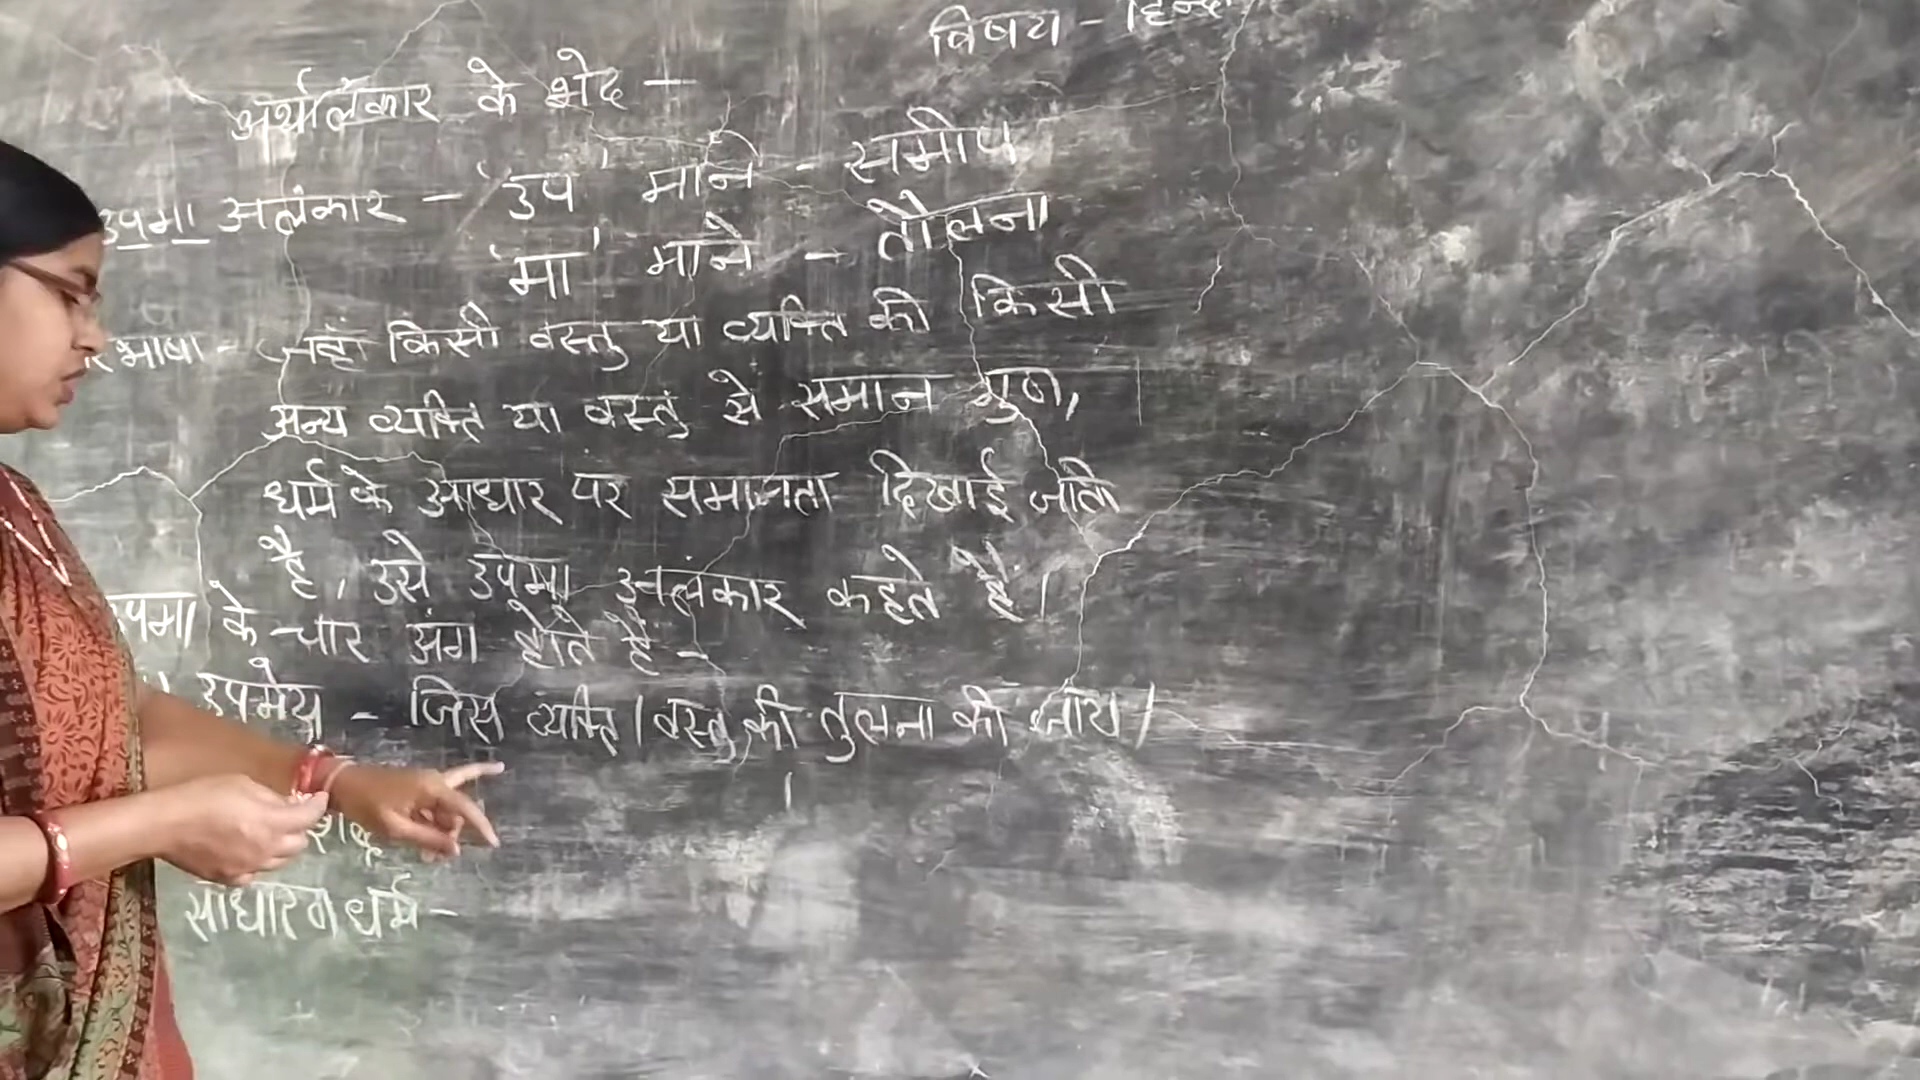 विषय - हिन्दी
अर्थालंकार के भेद -
उपमा अलंकार - 'उप' माने - समीप
'मा' माने - तौलना
जहाँ किसी वस्तु या व्यक्ति की किसी
अन्य व्यक्ति या वस्तु से समान गुण,
धर्म के आधार पर समानता दिखाई जाती
है, उसे उपमा अलंकार कहते हैं।
उपमा के चार अंग होते हैं -
उपमेय - जिस व्यक्ति / वस्तु की तुलना की जाय।
शब्द
साधारण धर्म -